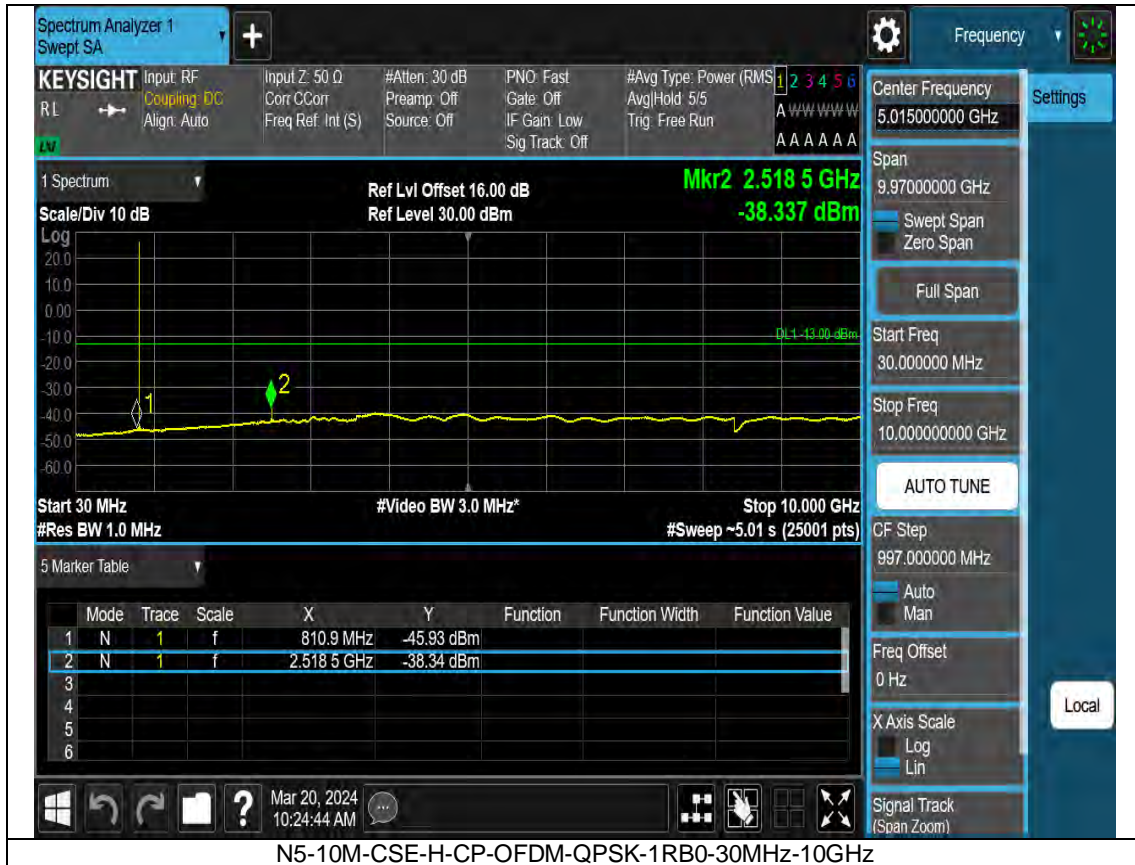 Spectrum Analyzer 1
Swept SA
Frequency
KEYSIGHT
RL
LXI
Input: RF
Coupling: DC
Align: Auto
Input Z: 50 Ω
Corr CCorr
Freq Ref: Int (S)
#Atten: 30 dB
Preamp: Off
Source: Off
PNO: Fast
Gate: Off
IF Gain: Low
Sig Track: Off
#Avg Type: Power (RMS
Avg|Hold: 5/5
Trig: Free Run
1 2 3 4 5 6
A W W W W W
A A A A A A
1 Spectrum
Scale/Div 10 dB
Ref Lvl Offset 16.00 dB
Ref Level 30.00 dBm
Mkr2 2.518 5 GHz
-38.337 dBm
Log
20.0
10.0
0.00
-10.0
-20.0
-30.0
-40.0
-50.0
-60.0
DL1 -13.00 dBm
1
2
Start 30 MHz
#Video BW 3.0 MHz*
Stop 10.000 GHz
#Res BW 1.0 MHz
#Sweep ~5.01 s (25001 pts)
5 Marker Table
Mode Trace Scale X Y Function Function Width Function Value
1 N 1 f 810.9 MHz -45.93 dBm
2 N 1 f 2.518 5 GHz -38.34 dBm
3
4
5
6
Mar 20, 2024
10:24:44 AM
Center Frequency
5.015000000 GHz
Settings
Span
9.97000000 GHz
Swept Span
Zero Span
Full Span
Start Freq
30.000000 MHz
Stop Freq
10.000000000 GHz
AUTO TUNE
CF Step
997.000000 MHz
Auto
Man
Freq Offset
0 Hz
Local
X Axis Scale
Log
Lin
Signal Track
(Span Zoom)
N5-10M-CSE-H-CP-OFDM-QPSK-1RB0-30MHz-10GHz